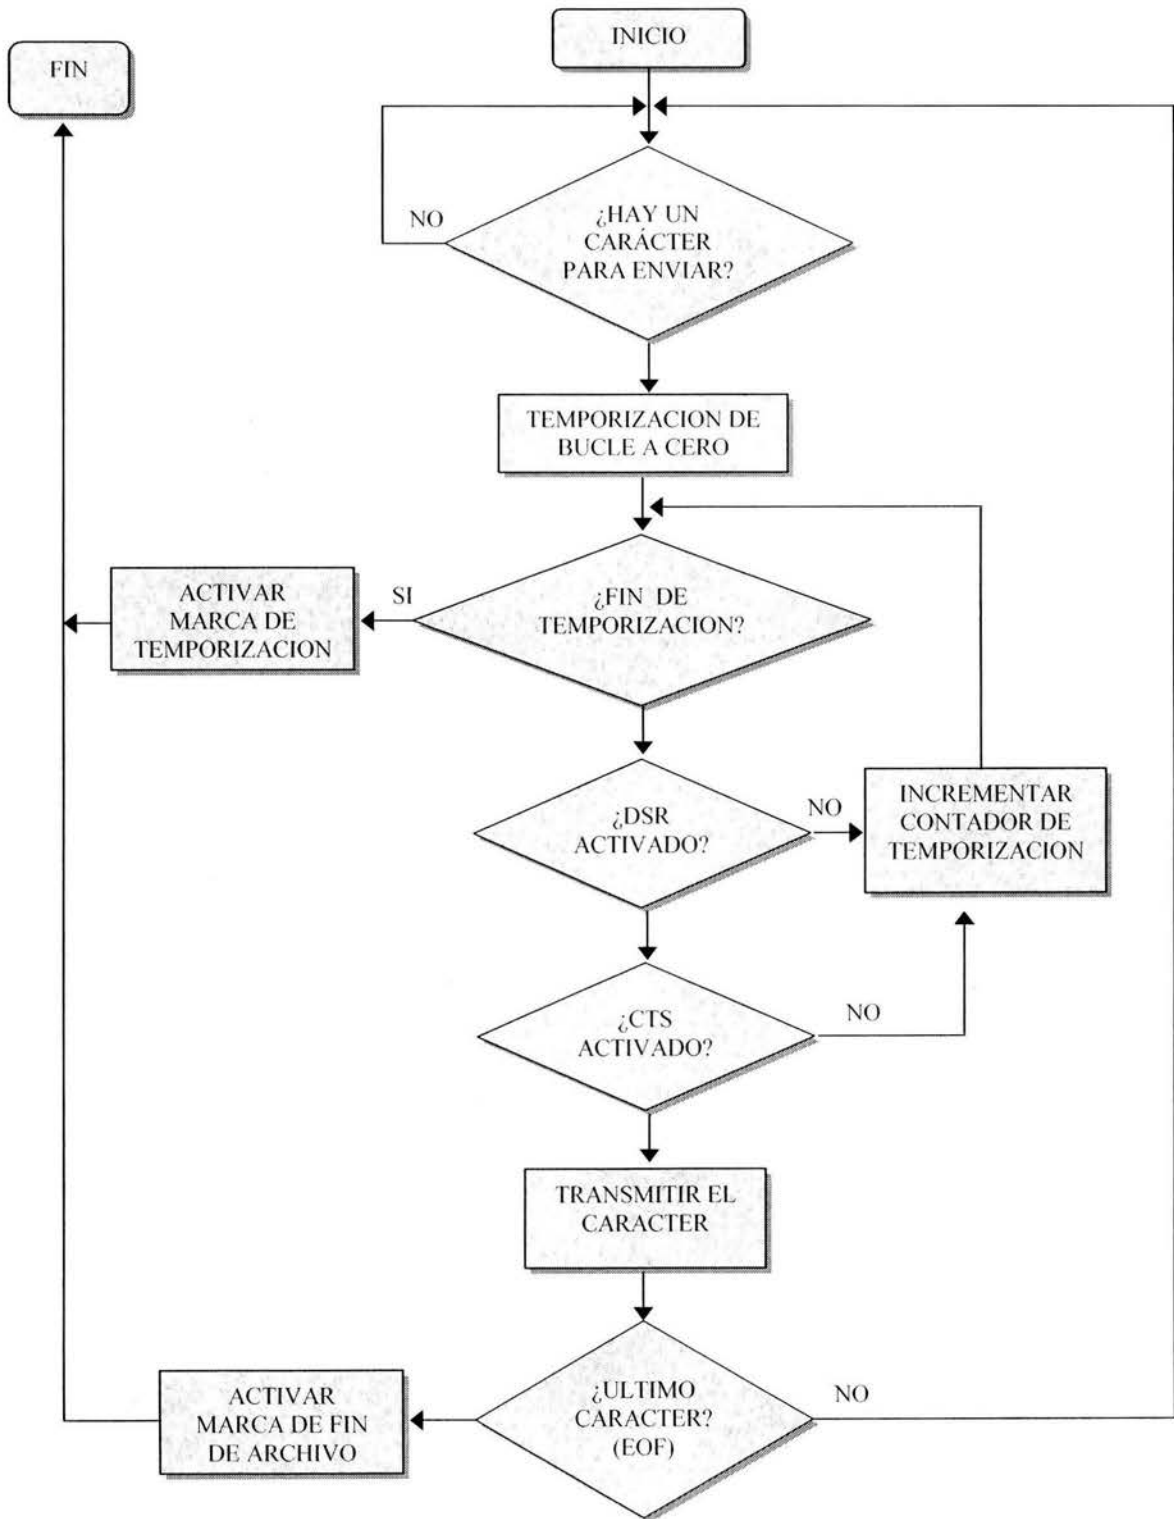 INICIO
FIN
NO
¿HAY UN
CARÁCTER
PARA ENVIAR?
TEMPORIZACION DE
BUCLE A CERO
ACTIVAR
MARCA DE
TEMPORIZACION
SI
¿FIN DE
TEMPORIZACION?
¿DSR
ACTIVADO?
NO
INCREMENTAR
CONTADOR DE
TEMPORIZACION
¿CTS
ACTIVADO?
NO
TRANSMITIR EL
CARACTER
ACTIVAR
MARCA DE FIN
DE ARCHIVO
¿ULTIMO
CARACTER?
(EOF)
NO